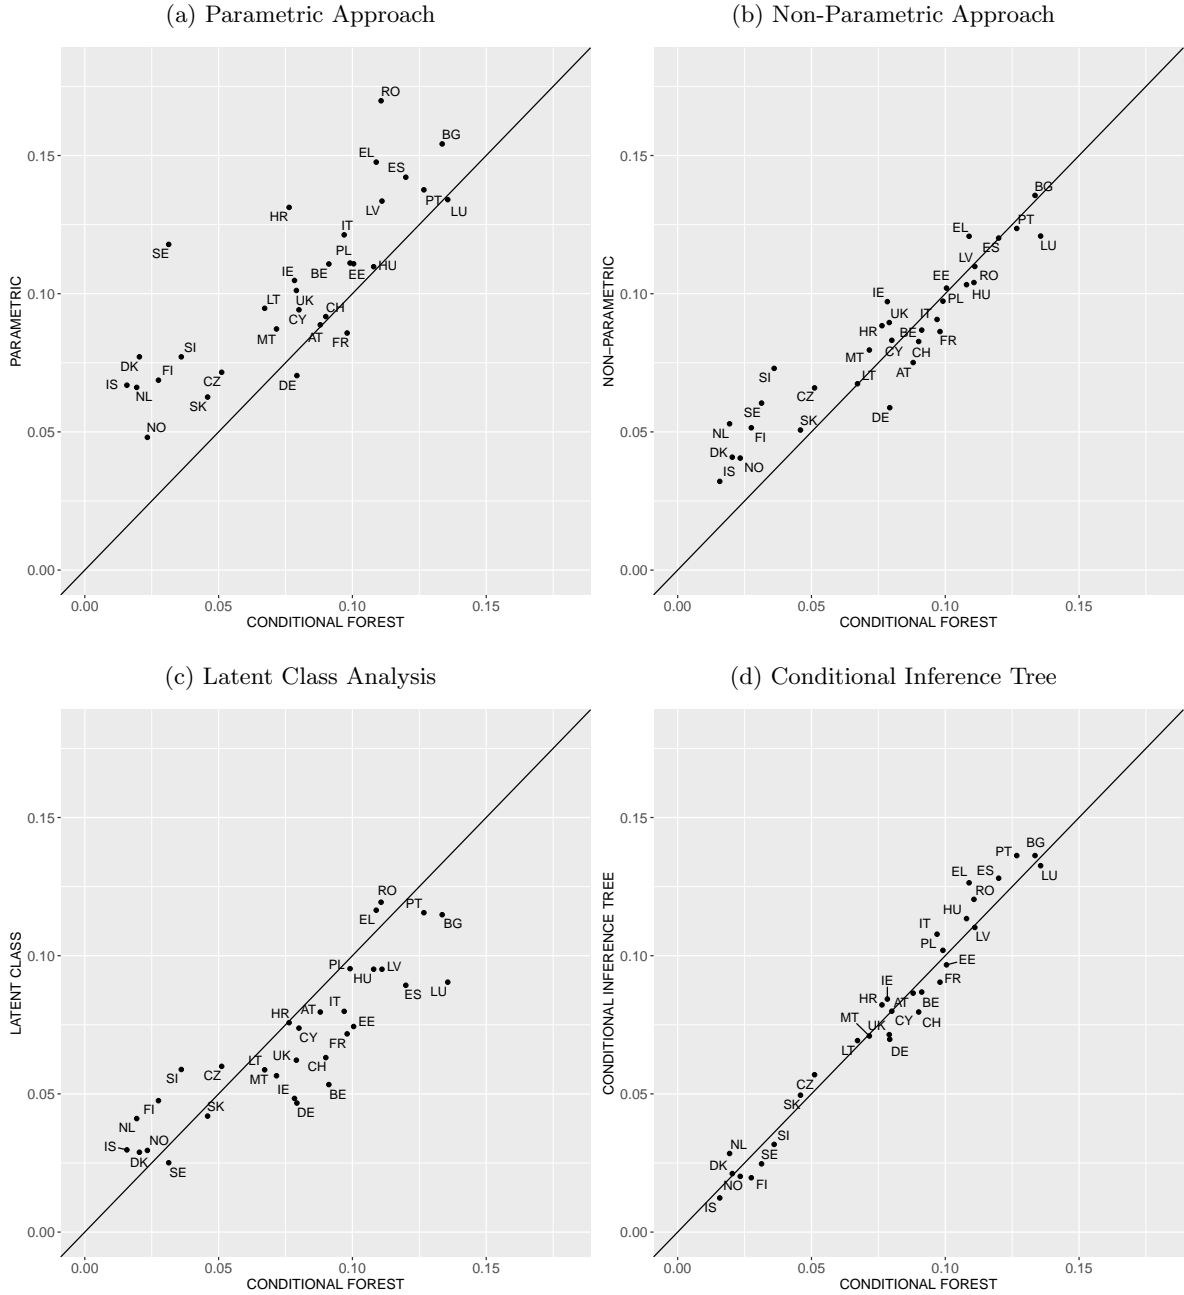 (a) Parametric Approach
RO
BG
0.15
EL
ES
PT
LV
LU
HR
IT
SE
PL
HU
BE
EE
IE
0.10
LT
UK
CH
CY
MT
AT
FR
SI
DK
FI
IS
CZ
DE
NL
SK
NO
0.05
0.00
0.00
0.05
0.10
0.15
CONDITIONAL FOREST
PARAMETRIC
(b) Non-Parametric Approach
0.15
BG
PT
EL
ES
LU
LV
EE
RO
IE
HU
0.10
PL
UK
IT
HR
BE
FR
MT
CY
CH
LT
AT
SI
CZ
SE
DE
SK
NL
FI
0.05
DK
NO
IS
0.00
0.00
0.05
0.10
0.15
CONDITIONAL FOREST
NON−PARAMETRIC
(c) Latent Class Analysis
0.15
RO
PT
EL
BG
0.10
PL
LV
HU
ES
LU
IT
AT
HR
EE
CY
FR
LT
UK
CH
CZ
SI
MT
IE
BE
0.05
DE
SK
FI
NL
NO
IS
DK
SE
0.00
0.00
0.05
0.10
0.15
CONDITIONAL FOREST
LATENT CLASS
(d) Conditional Inference Tree
0.15
PT
BG
EL
ES
LU
RO
HU
IT
LV
PL
0.10
EE
IE
FR
HR
AT
BE
MT
UK
CY
CH
LT
DE
CZ
0.05
SK
SI
NL
SE
DK
NO
FI
IS
0.00
0.00
0.05
0.10
0.15
CONDITIONAL FOREST
CONDITIONAL INFERENCE TREE